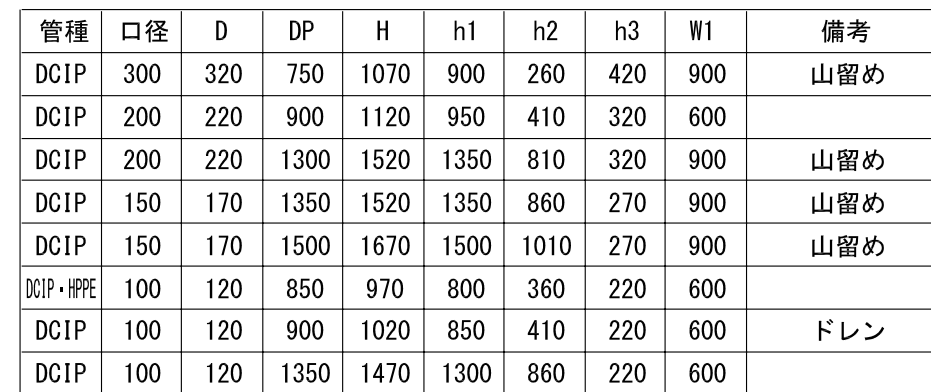 管種 口径 D DP H h1 h2 h3 W1 備考
DCIP 300 320 750 1070 900 260 420 900 山留め
DCIP 200 220 900 1120 950 410 320 600
DCIP 200 220 1300 1520 1350 810 320 900 山留め
DCIP 150 170 1350 1520 1350 860 270 900 山留め
DCIP 150 170 1500 1670 1500 1010 270 900 山留め
DCIP・HPPE 100 120 850 970 800 360 220 600
DCIP 100 120 900 1020 850 410 220 600 ドレン
DCIP 100 120 1350 1470 1300 860 220 600